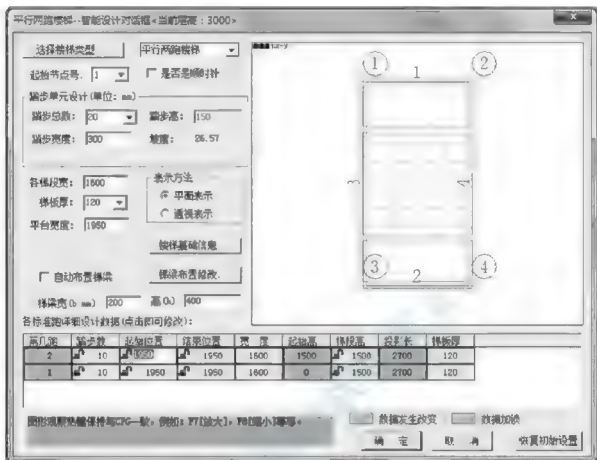 平行两跑楼梯--智能设计对话框<当前层高:3000>
选择楼梯类型 平行两跑楼梯
起始节点号: 1 是否是顺时针
踏步单元设计(单位: mm)
踏步总数: 20 踏步高: 150
踏步宽度: 300 坡度: 26.57
各梯段宽: 1600
梯板厚: 120
平台宽度: 1950
表示方法
平面表示
透视表示
楼梯基础信息
自动布置梯梁 梯梁布置修改.
梯梁宽(b mm) 200 高(h) 400
各标准跑详细设计数据(点击即可修改):
第几跑 踏步数 起始位置 结束位置 宽 度 起始高 梯段高 投影长 梯板厚
2 10 1950 1950 1600 1500 1500 2700 120
1 10 1950 1950 1600 0 1500 2700 120
数据发生改变 数据加锁
确 定 取 消 恢复初始设置
① 1 ②
3 4
③ 2 ④